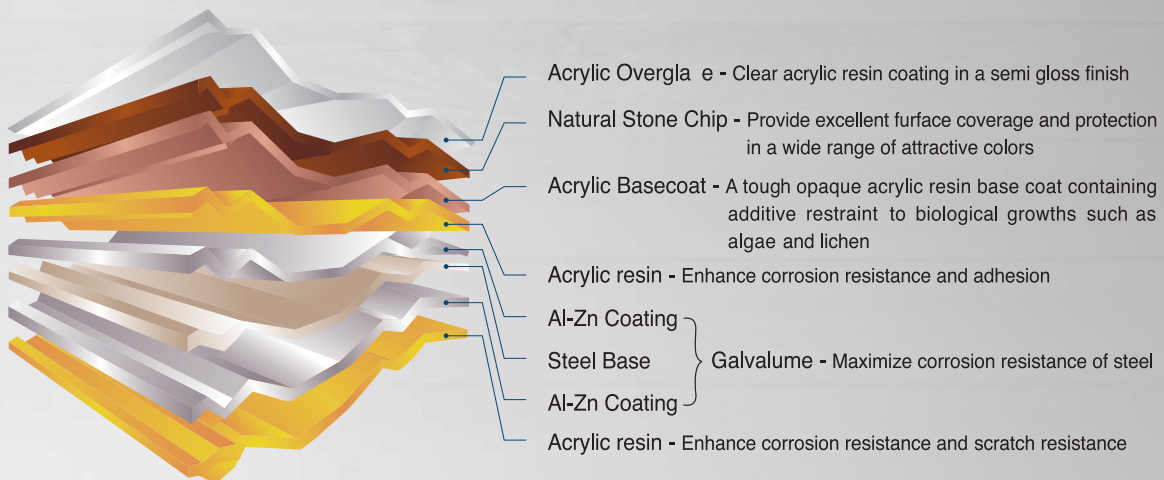 Acrylic Overgla e - Clear acrylic resin coating in a semi gloss finish
Natural Stone Chip - Provide excellent furface coverage and protection
in a wide range of attractive colors
Acrylic Basecoat - A tough opaque acrylic resin base coat containing
additive restraint to biological growths such as
algae and lichen
Acrylic resin - Enhance corrosion resistance and adhesion
Al-Zn Coating
Steel Base
Galvalume - Maximize corrosion resistance of steel
Al-Zn Coating
Acrylic resin - Enhance corrosion resistance and scratch resistance